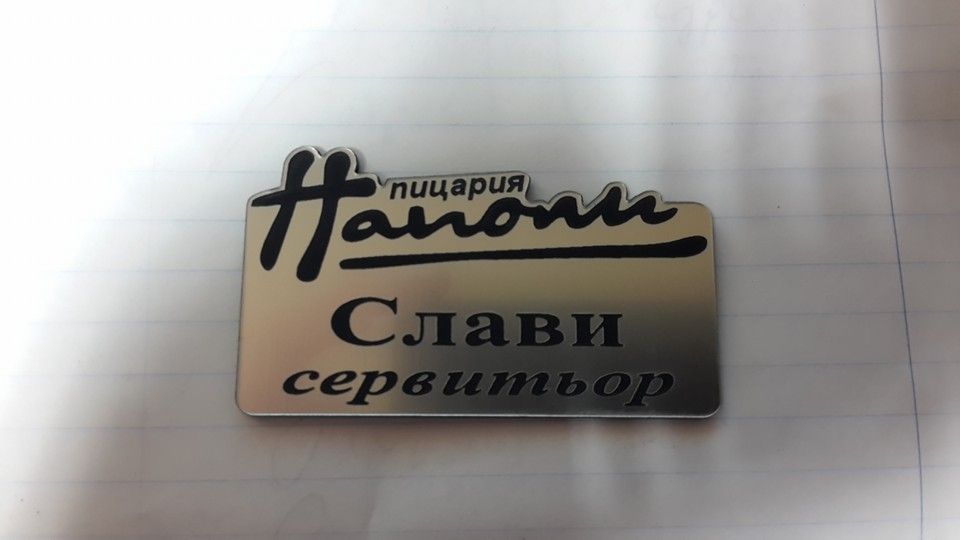 пицария
Наполи
Слави
сервитьор